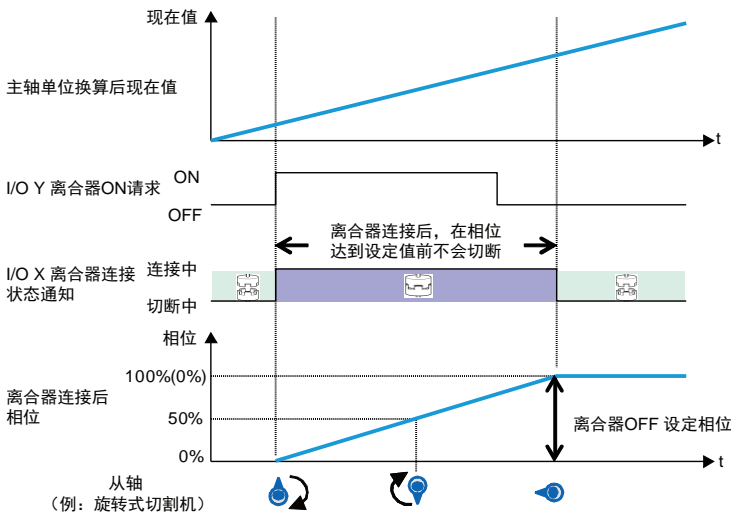 现在值
主轴单位换算后现在值
t
I/O Y 离合器ON请求
ON
OFF
离合器连接后，在相位
达到设定值前不会切断
I/O X 离合器连接
状态通知
连接中
切断中
相位
100%(0%)
离合器连接后
相位
50%
离合器OFF 设定相位
0%
t
从轴
（例：旋转式切割机）